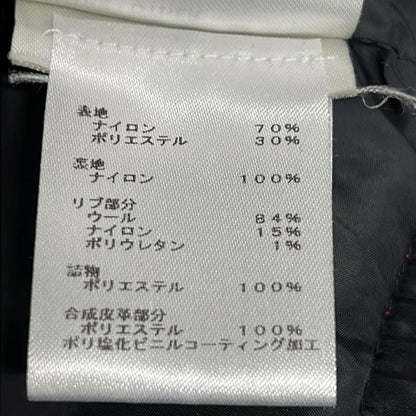 表地
ナイロン 70%
ポリエステル 30%
裏地
ナイロン 100%
リブ部分
ウール 84%
ナイロン 15%
ポリウレタン 1%
詰物
ポリエステル 100%
合成皮革部分
ポリエステル 100%
ポリ塩化ビニルコーティング加工